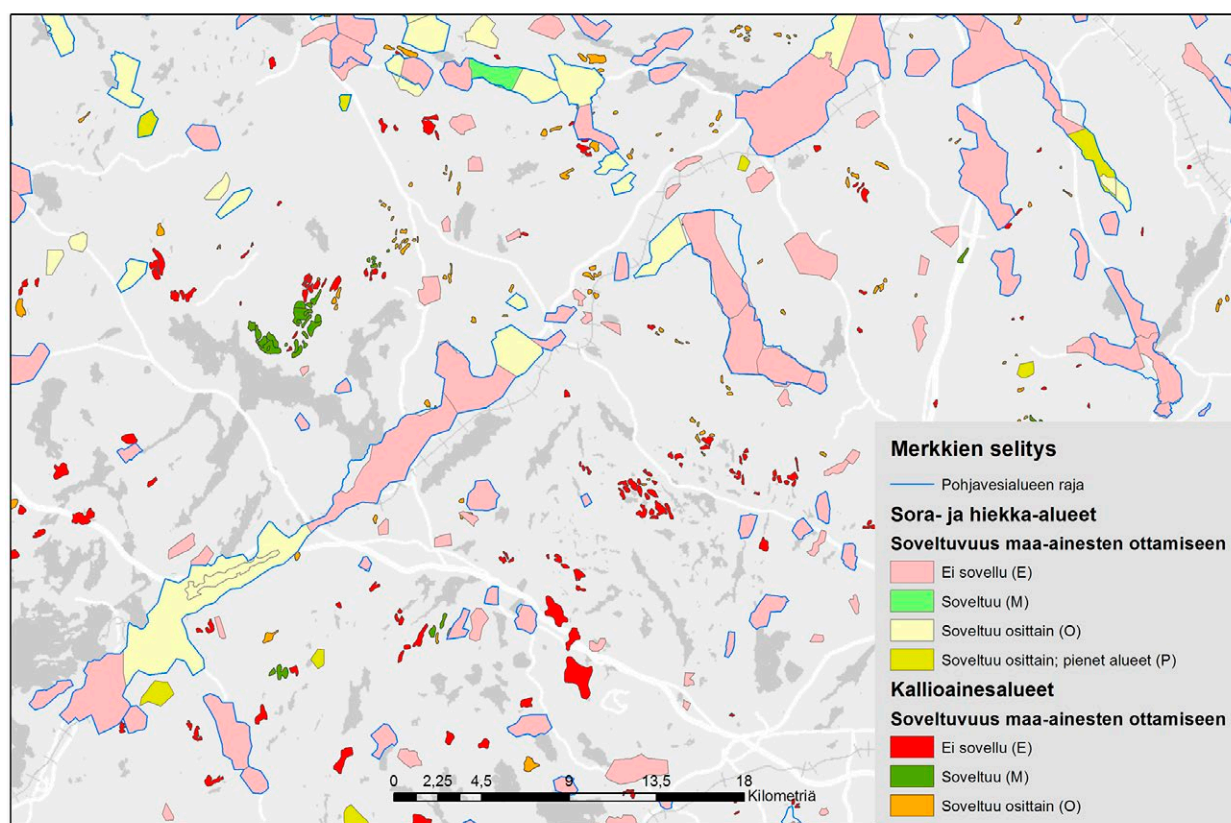 Merkkien selitys
Pohjavesialueen raja
Sora- ja hiekka-alueet
Soveltuvuus maa-ainesten ottamiseen
Ei sovellu (E)
Soveltuu (M)
Soveltuu osittain (O)
Soveltuu osittain; pienet alueet (P)
Kallioainesalueet
Soveltuvuus maa-ainesten ottamiseen
Ei sovellu (E)
Soveltuu (M)
Soveltuu osittain (O)
0 2,25 4,5 9 13,5 18
Kilometriä